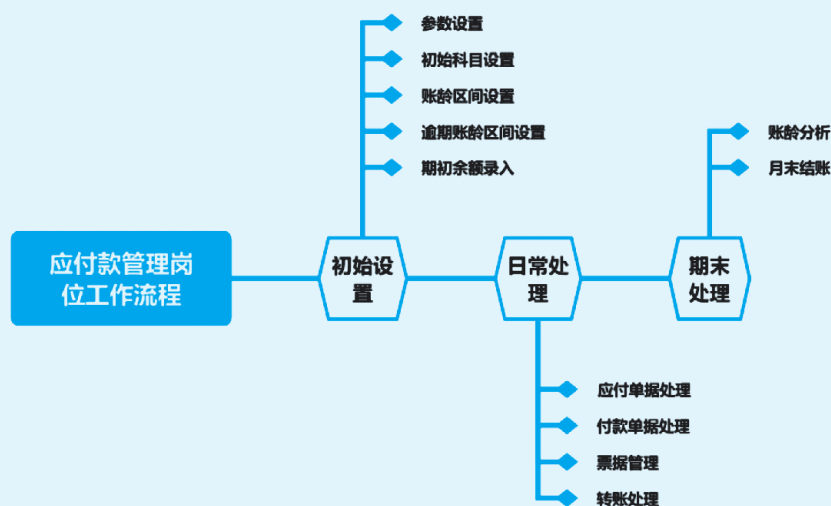 参数设置
初始科目设置
账龄区间设置
逾期账龄区间设置
期初余额录入
账龄分析
月末结账
应付款管理岗
位工作流程
初始设
置
日常处
理
期末
处理
应付单据处理
付款单据处理
票据管理
转账处理